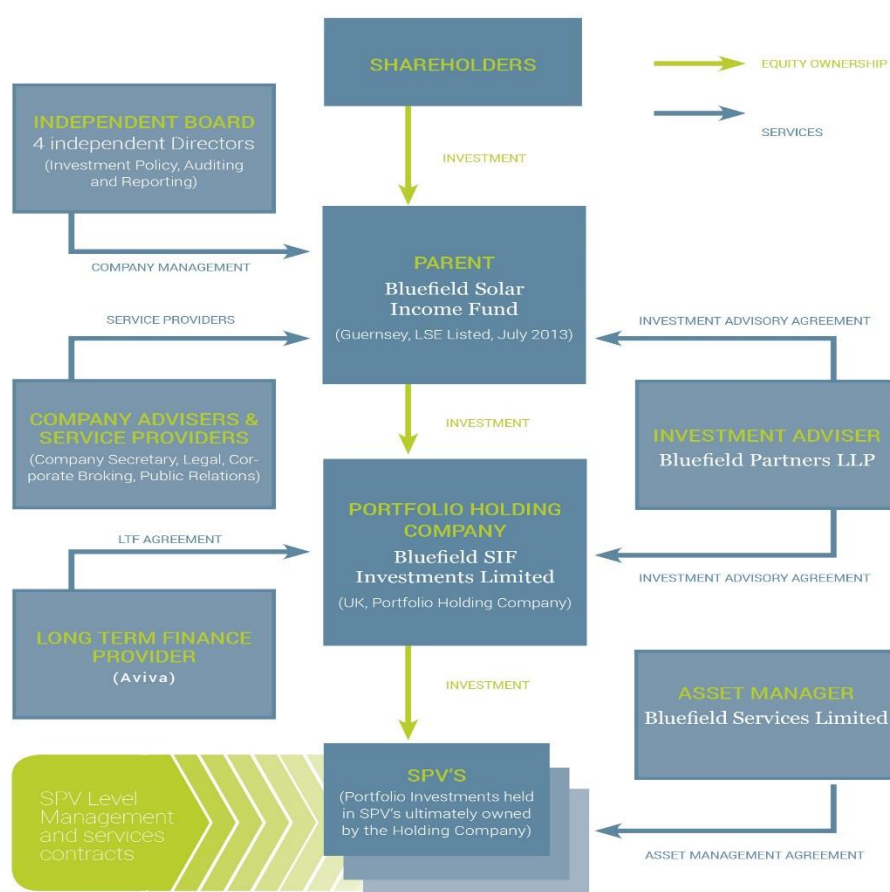 SHAREHOLDERS
EQUITY OWNERSHIP
SERVICES
INDEPENDENT BOARD
4 independent Directors
(Investment Policy, Auditing
and Reporting)
INVESTMENT
COMPANY MANAGEMENT
PARENT
Bluefield Solar
Income Fund
(Guernsey, LSE Listed, July 2013)
SERVICE PROVIDERS
INVESTMENT ADVISORY AGREEMENT
COMPANY ADVISERS &
SERVICE PROVIDERS
(Company Secretary, Legal, Cor-
porate Broking, Public Relations)
INVESTMENT
INVESTMENT ADVISER
Bluefield Partners LLP
PORTFOLIO HOLDING
COMPANY
Bluefield SIF
Investments Limited
(UK, Portfolio Holding Company)
LTF AGREEMENT
INVESTMENT ADVISORY AGREEMENT
LONG TERM FINANCE
PROVIDER
(Aviva)
INVESTMENT
ASSET MANAGER
Bluefield Services Limited
SPV Level
Management
and services
contracts
SPV'S
(Portfolio Investments held
in SPV's ultimately owned
by the Holding Company)
ASSET MANAGEMENT AGREEMENT